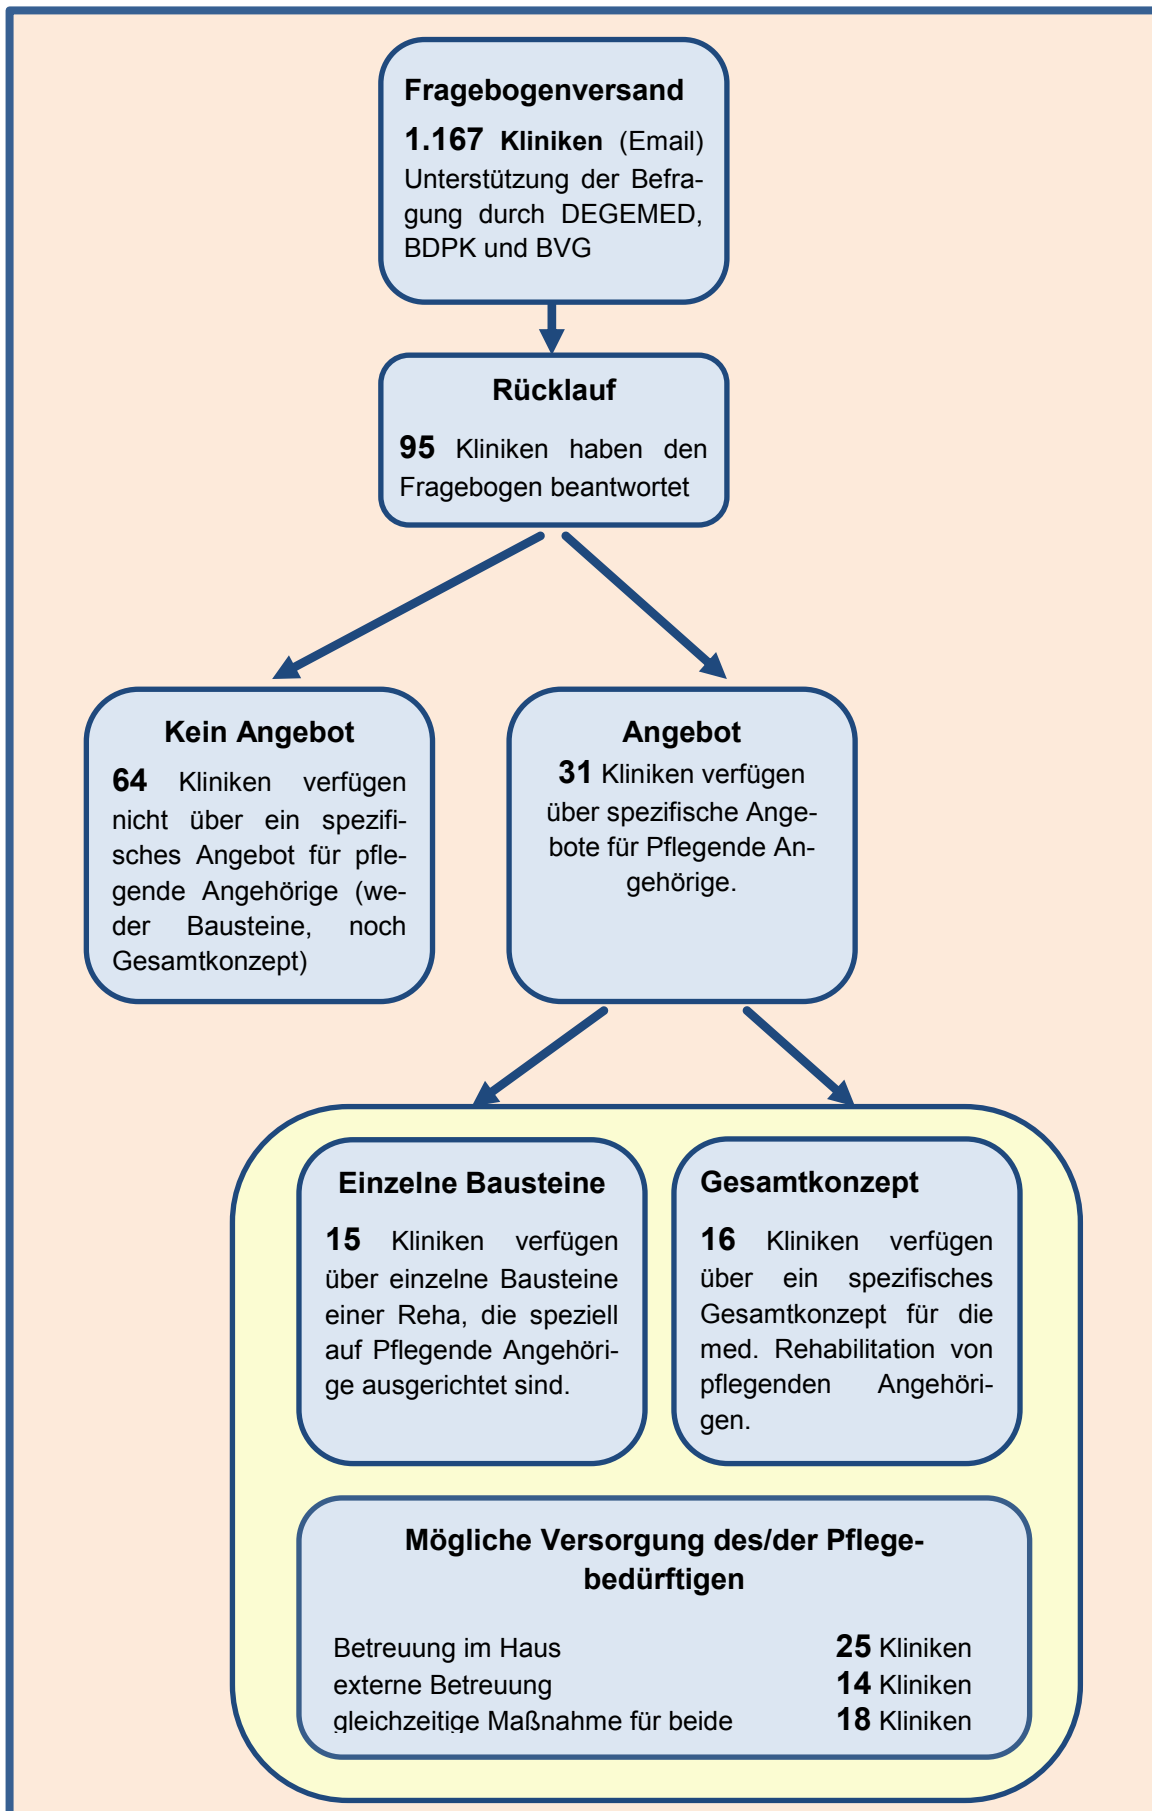 Fragebogenversand
1.167 Kliniken (Email)
Unterstützung der Befra-
gung durch DEGEMED,
BDPK und BVG
Rücklauf
95 Kliniken haben den
Fragebogen beantwortet
Kein Angebot
64 Kliniken verfügen
nicht über ein spezifi-
sches Angebot für pfle-
gende Angehörige (we-
der Bausteine, noch
Gesamtkonzept)
Angebot
31 Kliniken verfügen
über spezifische Ange-
bote für Pflegende An-
gehörige.
Einzelne Bausteine
15 Kliniken verfügen
über einzelne Bausteine
einer Reha, die speziell
auf Pflegende Angehöri-
ge ausgerichtet sind.
Gesamtkonzept
16 Kliniken verfügen
über ein spezifisches
Gesamtkonzept für die
med. Rehabilitation von
pflegenden Angehöri-
gen.
Mögliche Versorgung des/der Pflege-
bedürftigen
Betreuung im Haus 25 Kliniken
externe Betreuung 14 Kliniken
gleichzeitige Maßnahme für beide 18 Kliniken